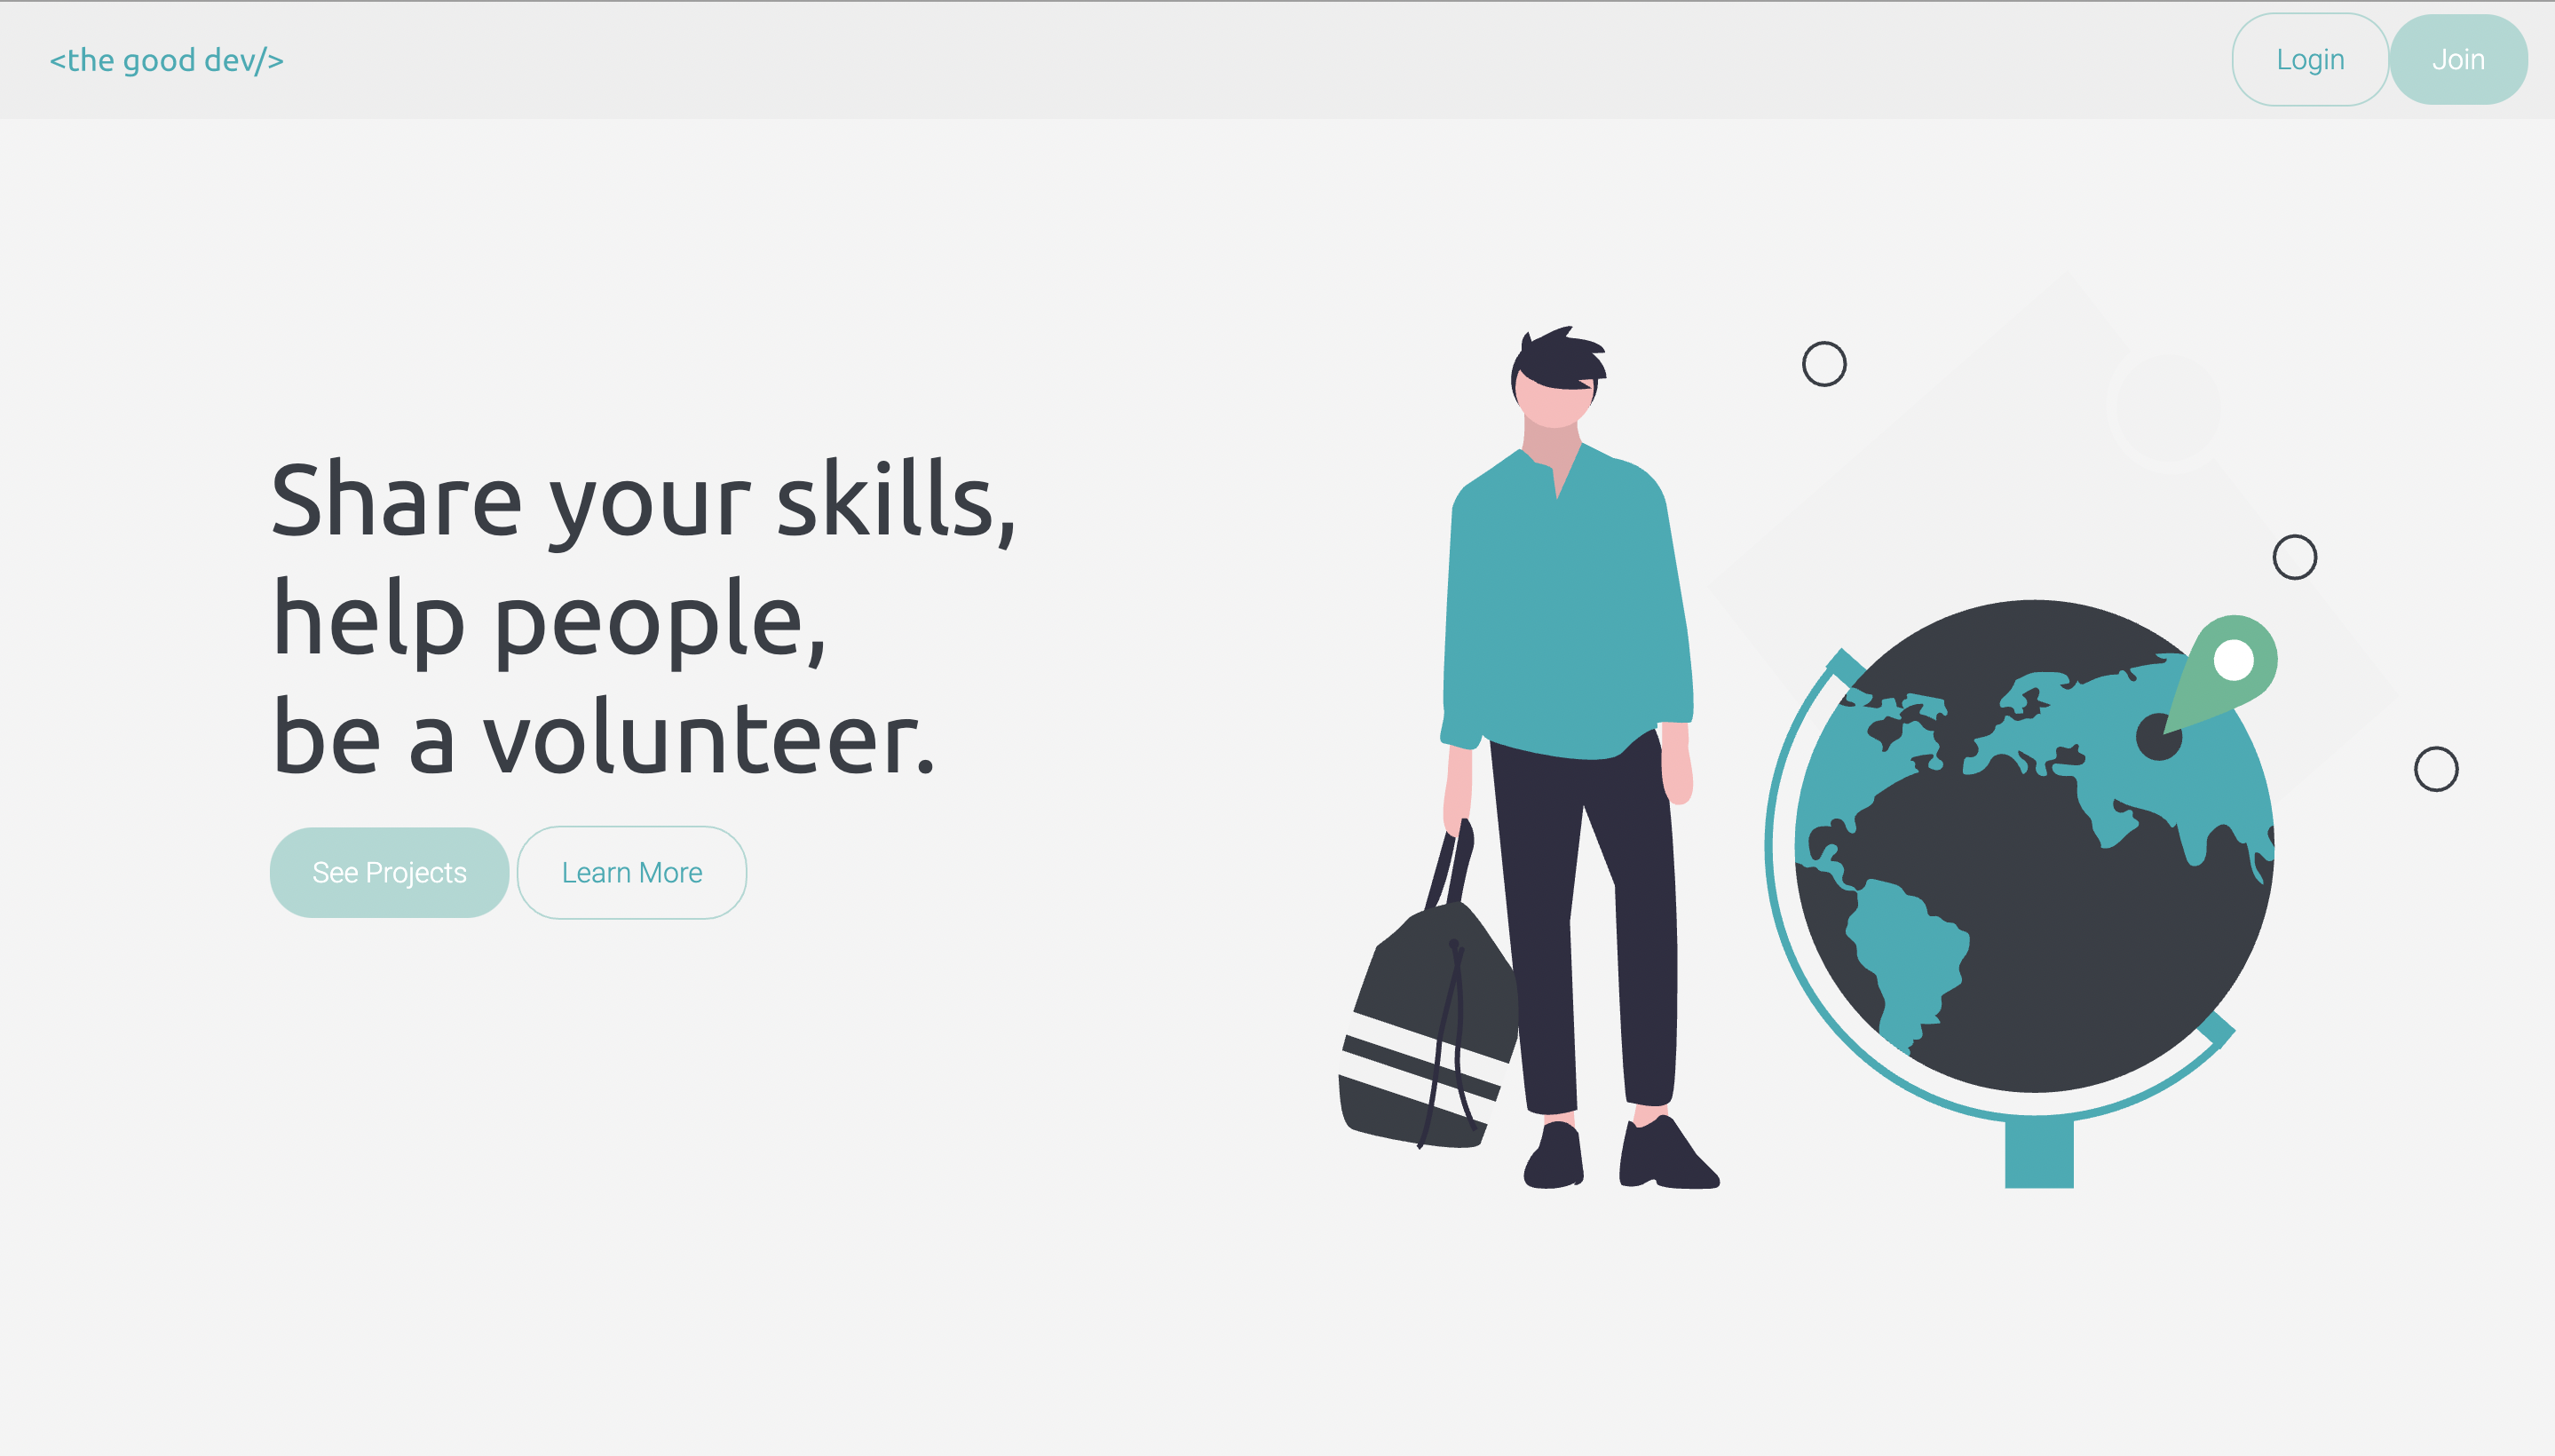 <the good dev/>
Login
Join
Share your skills,
help people,
be a volunteer.
See Projects
Learn More